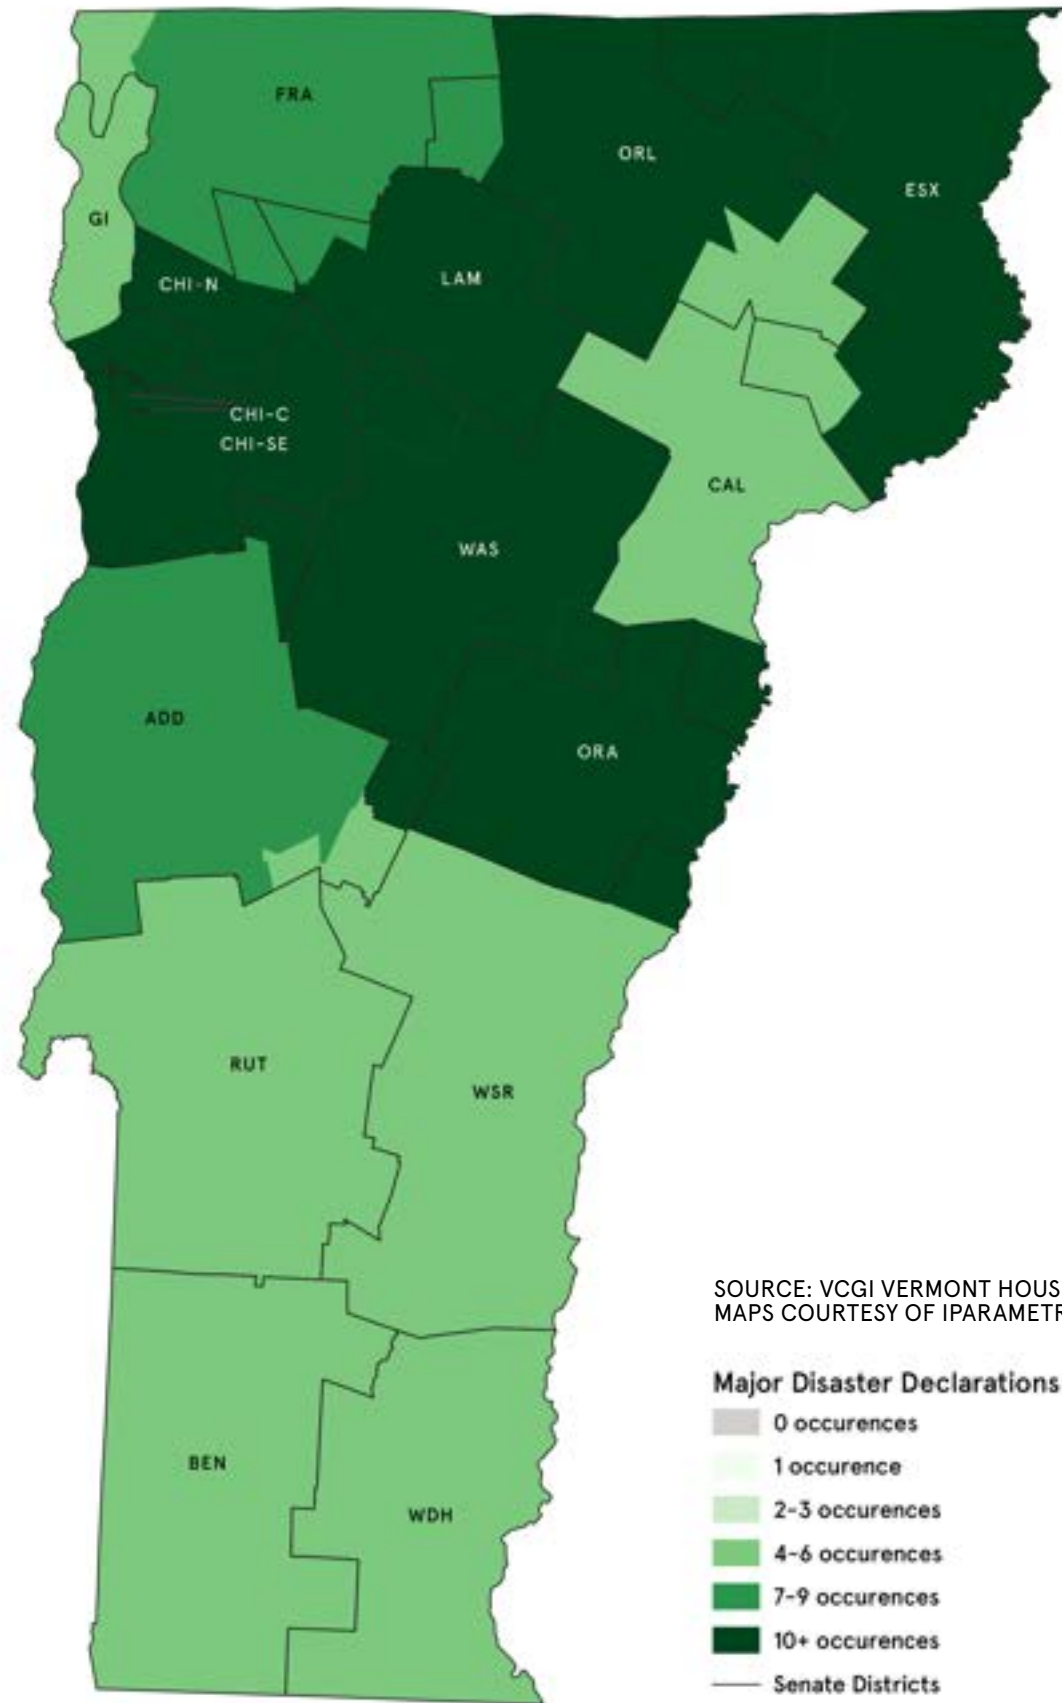 FRA
ORL
ESX
GI
CHI-N
LAM
CHI-C
CHI-SE
CAL
WAS
ADD
ORA
RUT
WSR
BEN
WDH
SOURCE: VCGI VERMONT HOUS
MAPS COURTESY OF IPARAMETR
Major Disaster Declarations
0 occurences
1 occurence
2-3 occurences
4-6 occurences
7-9 occurences
10+ occurences
Senate Districts